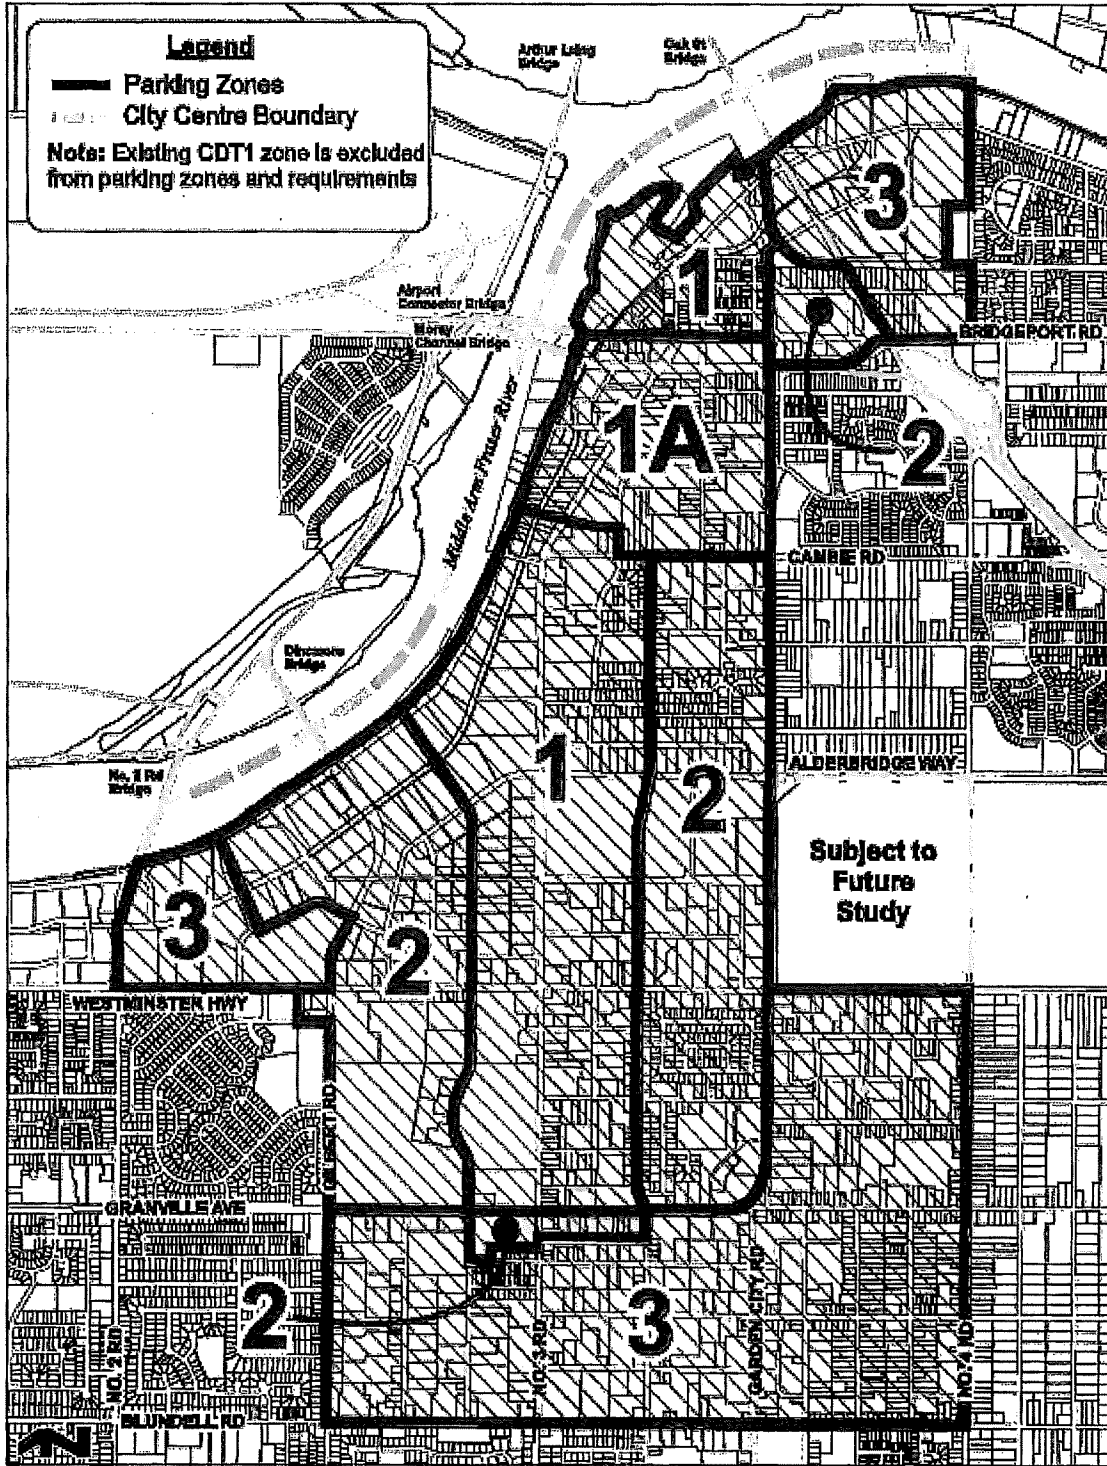 Legend
Parking Zones
City Centre Boundary
Note: Existing CDT1 zone is excluded
from parking zones and requirements
Arthur Laing
Bridge
Oak St
Bridge
3
1
Airport
Connector Bridge
Moray
Channel Bridge
BRIDGEPORT RD
1A
2
Middle Arm Fraser River
CAMBIE RD
Dinsmore
Bridge
1
ALDERBRIDGE WAY
No. 2 Rd
Bridge
2
Subject to
Future
Study
3
2
WESTMINSTER HWY
GILBERT RD
GRANVILLE AVE
2
3
NO. 2 RD
NO. 3 RD
GARDEN CITY RD
NO. 4 RD
BLUNDELL RD